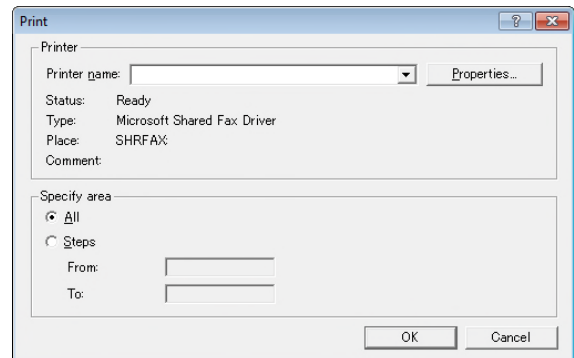 Print
Printer
Printer name:
Properties...
Status: Ready
Type: Microsoft Shared Fax Driver
Place: SHRFAX:
Comment:
Specify area
All
Steps
From:
To:
OK Cancel